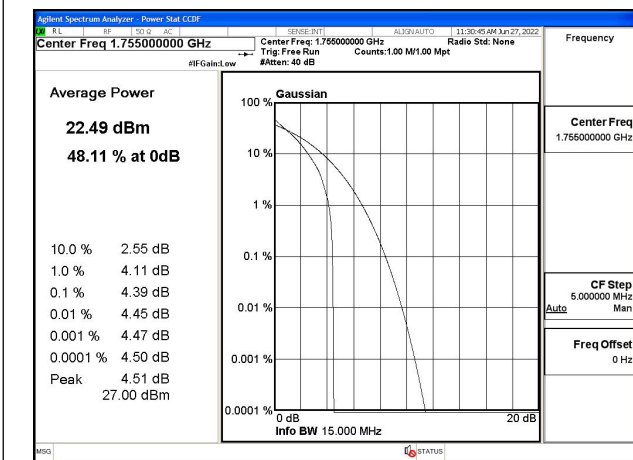 Agilent Spectrum Analyzer - Power Stat CCDF
LXI RL RF 50 Ω AC SENSE:INT ALIGNAUTO 11:30:45 AM Jun 27, 2022
Center Freq 1.755000000 GHz
Center Freq: 1.755000000 GHz Radio Std: None
Trig: Free Run Counts:1.00 M/1.00 Mpt
#IFGain:Low #Atten: 40 dB
Frequency
Center Freq
1.755000000 GHz
CF Step
5.000000 MHz
Auto Man
Freq Offset
0 Hz
Average Power
22.49 dBm
48.11 % at 0dB
10.0 % 2.55 dB
1.0 % 4.11 dB
0.1 % 4.39 dB
0.01 % 4.45 dB
0.001 % 4.47 dB
0.0001 % 4.50 dB
Peak 4.51 dB
27.00 dBm
Gaussian
100 %
10 %
1 %
0.1 %
0.01 %
0.001 %
0.0001 %
0 dB 20 dB
Info BW 15.000 MHz
MSG STATUS